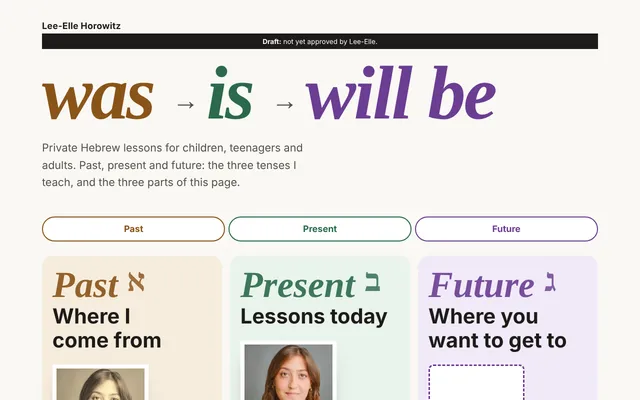 Lee-Elle Horowitz
Draft: not yet approved by Lee-Elle.
was → is → will be
Private Hebrew lessons for children, teenagers and
adults. Past, present and future: the three tenses I
teach, and the three parts of this page.
Past
Present
Future
Past א
Where I
come from
Present ב
Lessons today
Future ג
Where you
want to get to